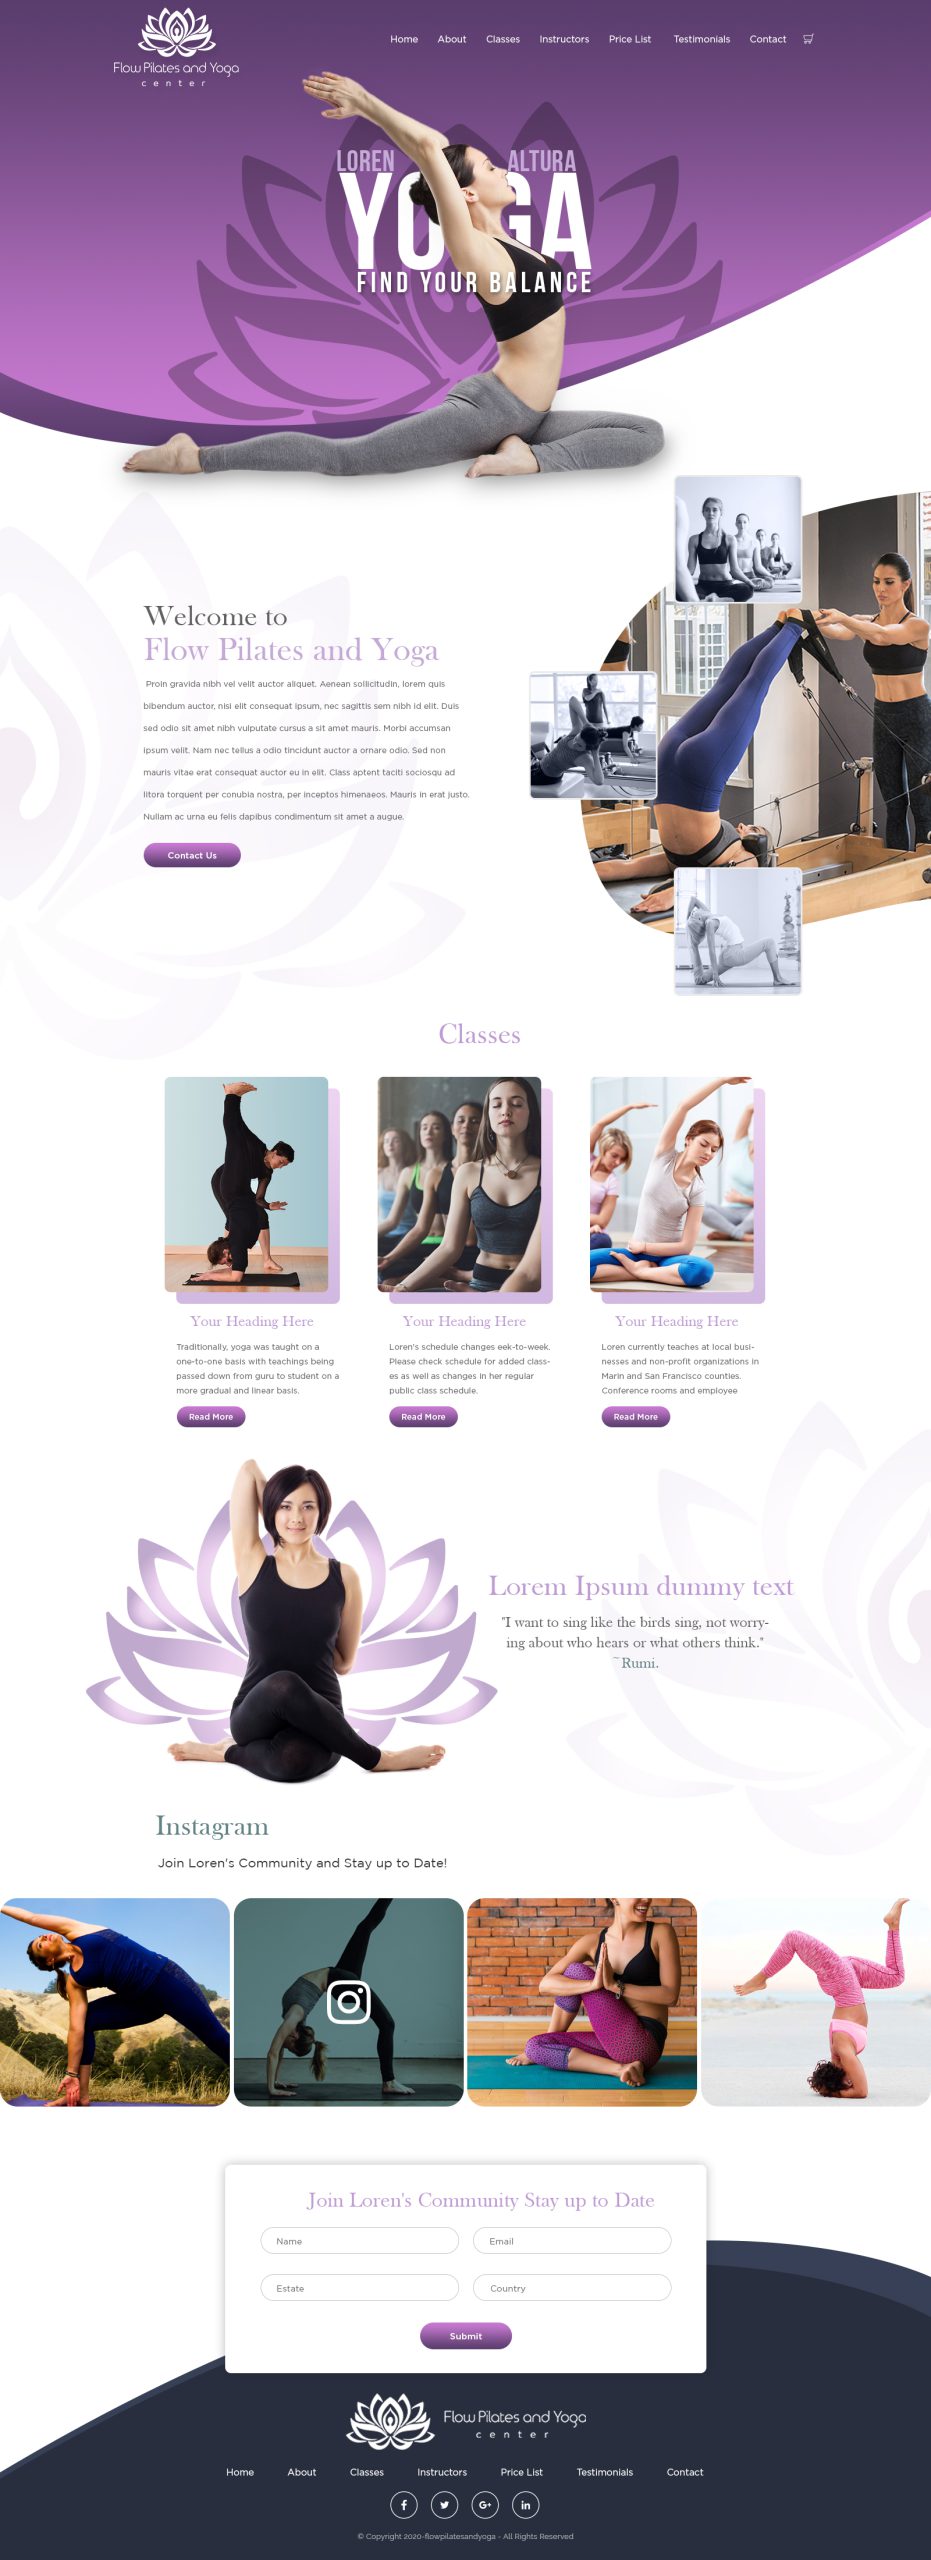 Flow Pilates and Yoga
center
Home About Classes Instructors Price List Testimonials Contact
LOREN ALTURA
YOGA
FIND YOUR BALANCE
Welcome to
Flow Pilates and Yoga
Proin gravida nibh vel velit auctor aliquet. Aenean sollicitudin, lorem quis
bibendum auctor, nisi elit consequat ipsum, nec sagittis sem nibh id elit. Duis
sed odio sit amet nibh vulputate cursus a sit amet mauris. Morbi accumsan
ipsum velit. Nam nec tellus a odio tincidunt auctor a ornare odio. Sed non
mauris vitae erat consequat auctor eu in elit. Class aptent taciti sociosqu ad
litora torquent per conubia nostra, per inceptos himenaeos. Mauris in erat justo.
Nullam ac urna eu felis dapibus condimentum sit amet a augue.
Contact Us
Classes
Your Heading Here
Traditionally, yoga was taught on a
one-to-one basis with teachings being
passed down from guru to student on a
more gradual and linear basis.
Read More
Your Heading Here
Loren's schedule changes eek-to-week.
Please check schedule for added class-
es as well as changes in her regular
public class schedule.
Read More
Your Heading Here
Loren currently teaches at local busi-
nesses and non-profit organizations in
Marin and San Francisco counties.
Conference rooms and employee
Read More
Lorem Ipsum dummy text
"I want to sing like the birds sing, not worry-
ing about who hears or what others think."
~Rumi.
Instagram
Join Loren's Community and Stay up to Date!
Join Loren's Community Stay up to Date
Name Email
Estate Country
Submit
Flow Pilates and Yoga
center
Home About Classes Instructors Price List Testimonials Contact
© Copyright 2020-flowpilatesandyoga - All Rights Reserved